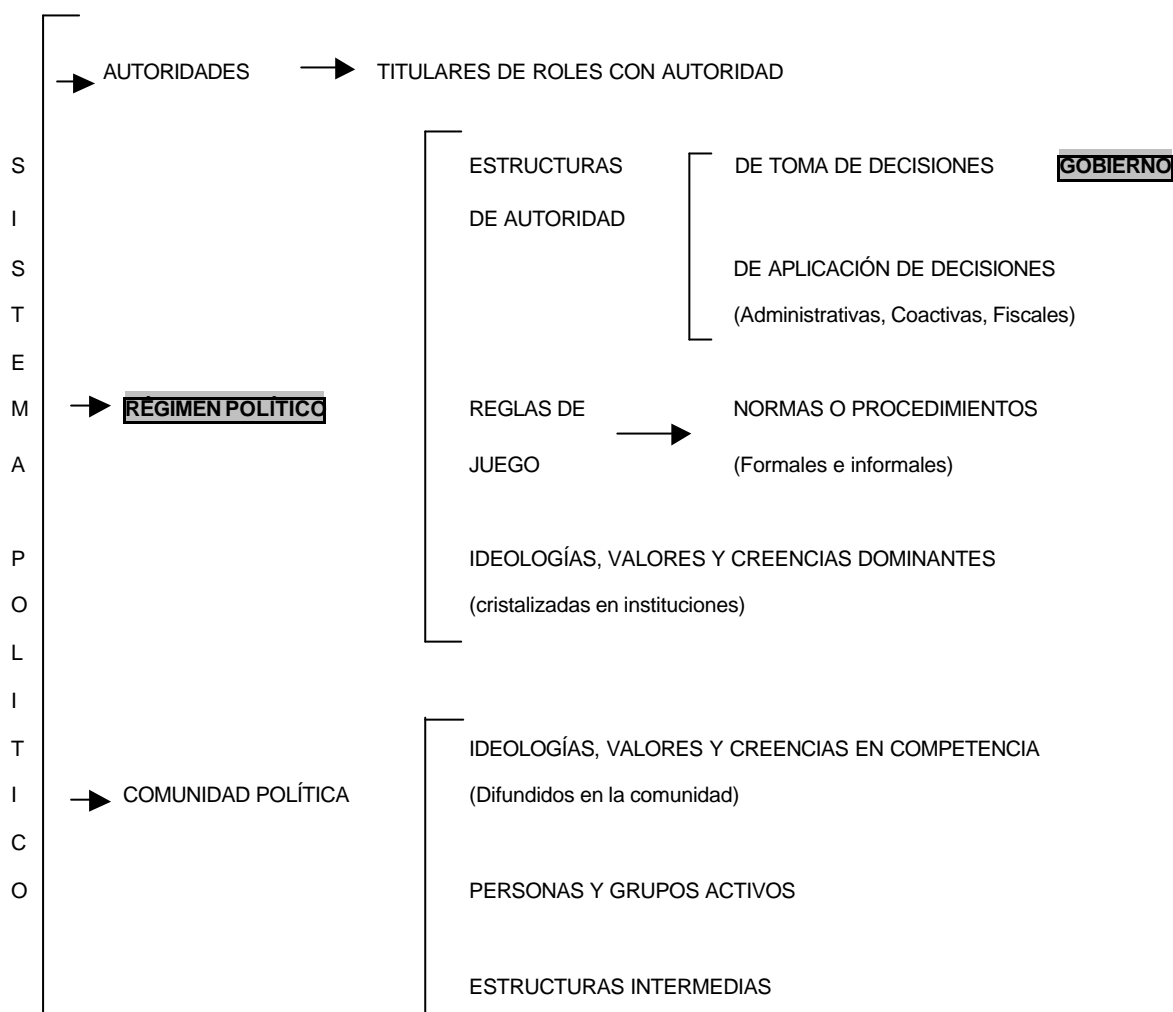 AUTORIDADES TITULARES DE ROLES CON AUTORIDAD
S ESTRUCTURAS DE TOMA DE DECISIONES GOBIERNO
I DE AUTORIDAD
S DE APLICACIÓN DE DECISIONES
T (Administrativas, Coactivas, Fiscales)
E
M RÉGIMEN POLÍTICO REGLAS DE NORMAS O PROCEDIMIENTOS
A JUEGO (Formales e informales)
P IDEOLOGÍAS, VALORES Y CREENCIAS DOMINANTES
O (cristalizadas en instituciones)
L
I
T IDEOLOGÍAS, VALORES Y CREENCIAS EN COMPETENCIA
I COMUNIDAD POLÍTICA (Difundidos en la comunidad)
C
O PERSONAS Y GRUPOS ACTIVOS
ESTRUCTURAS INTERMEDIAS